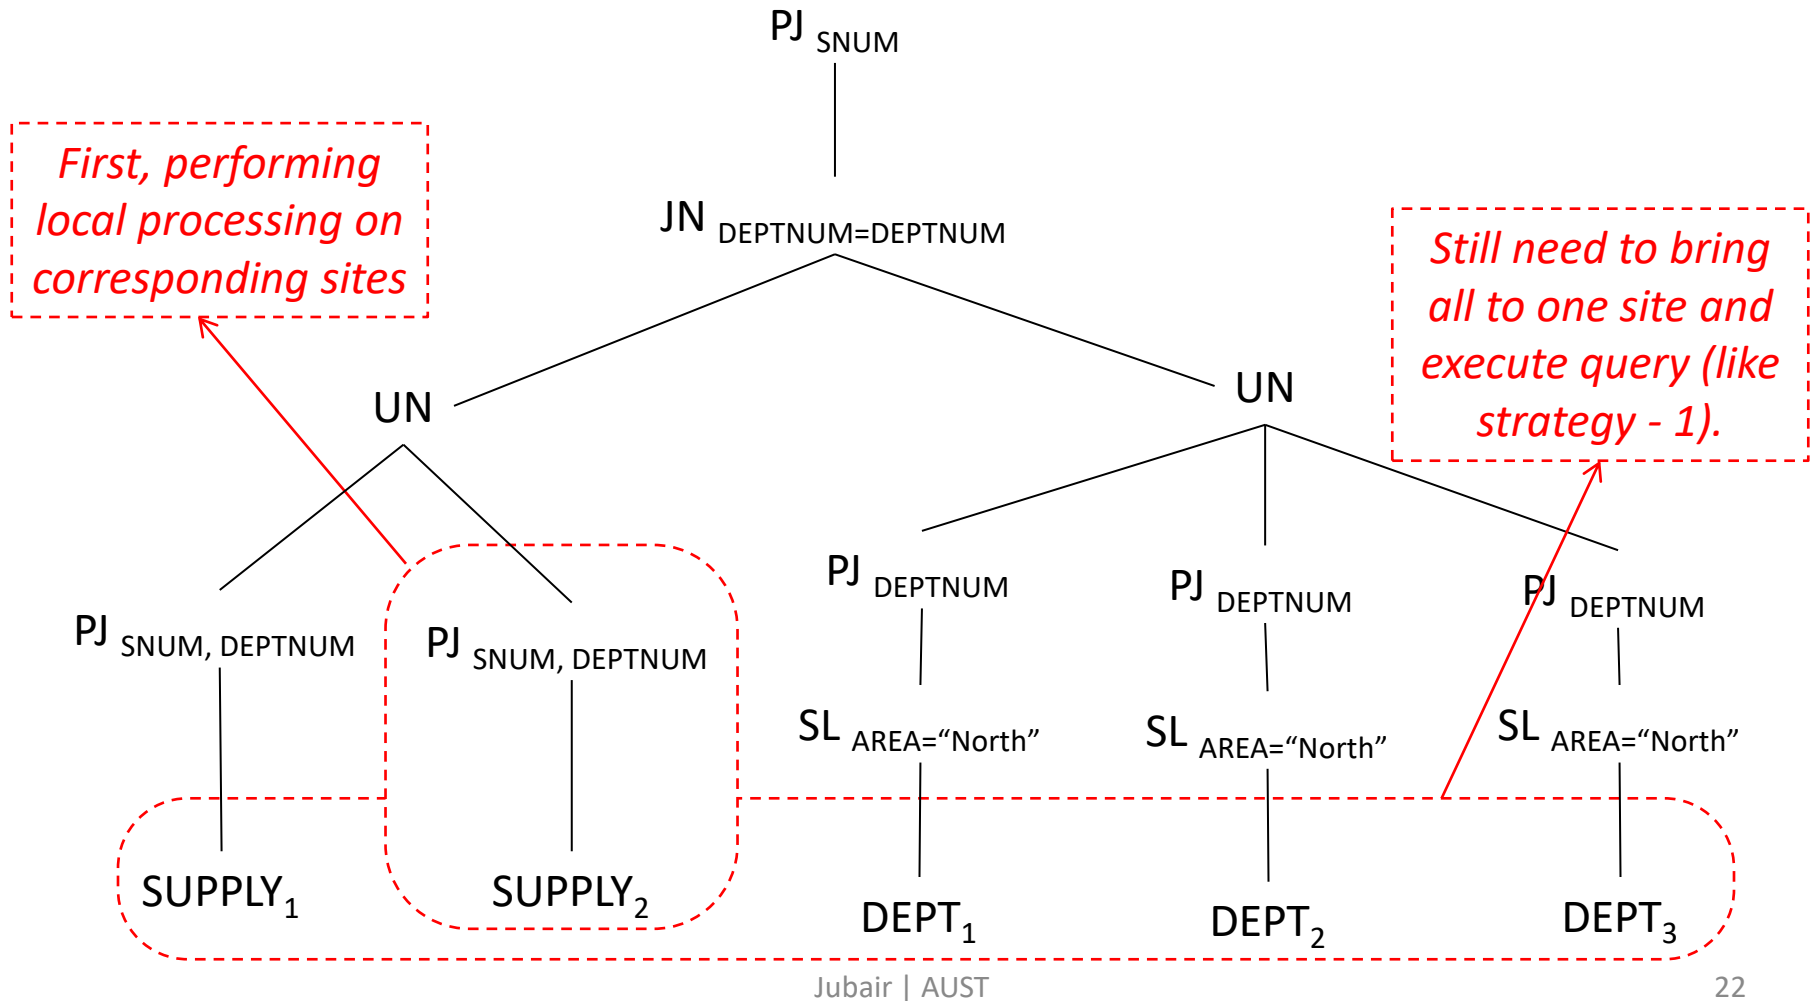 PJ SNUM
First, performing
local processing on
corresponding sites
JN DEPTNUM=DEPTNUM
Still need to bring
all to one site and
execute query (like
strategy - 1).
UN
UN
PJ SNUM, DEPTNUM
PJ SNUM, DEPTNUM
PJ DEPTNUM
PJ DEPTNUM
PJ DEPTNUM
SL AREA=“North”
SL AREA=“North”
SL AREA=“North”
SUPPLY1
SUPPLY2
DEPT1
DEPT2
DEPT3
Jubair | AUST
22